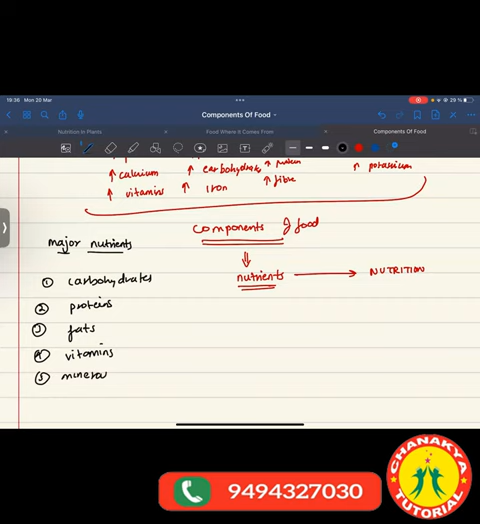 19:36 Mon 20 Mar
29 %
Components Of Food
Nutrition in Plants
Food Where It Comes From
Components Of Food
↑ calcium ↑ carbohydrate ↑ protein ↑ potassium
↑ vitamins ↑ Iron ↑ fibre
components of food
major nutrients
nutrients → NUTRITION
① carbohydrates
② proteins
③ fats
④ vitamins
⑤ minera
9494327030
CHANAKYA
TUTORIAL